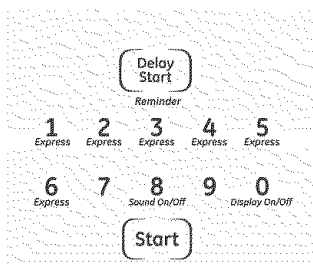 Delay
Start
Reminder
1 2 3 4 5
Express Express Express Express Express
6 7 8 9 0
Express Sound On/Off Display On/Off
Start